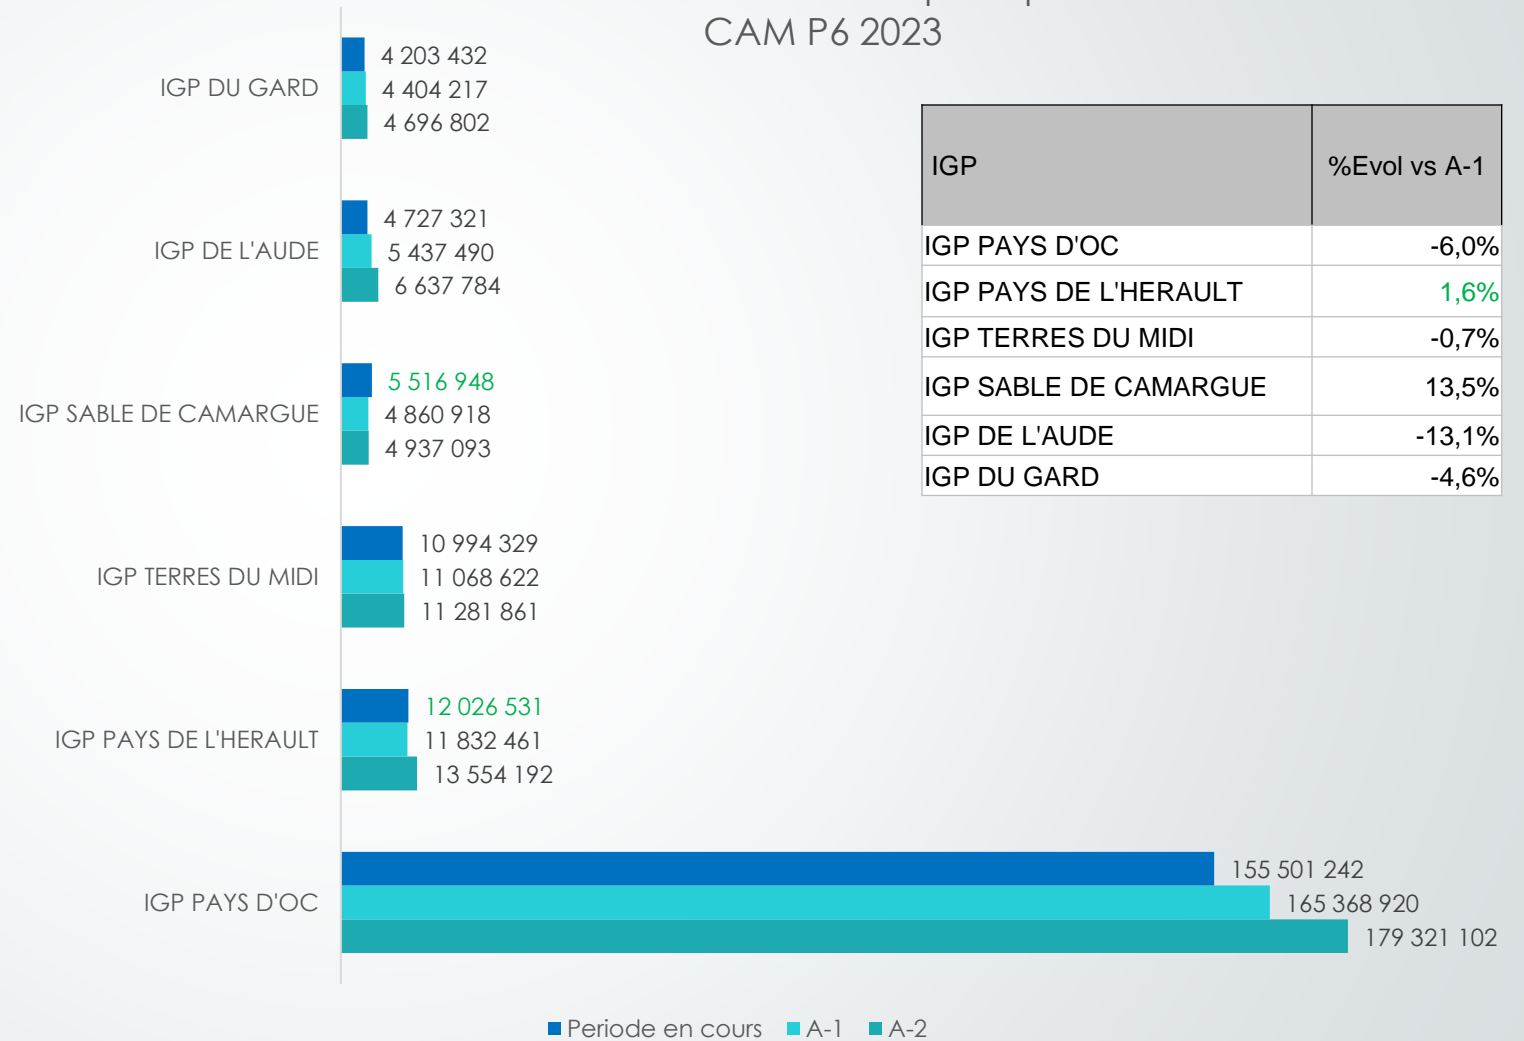 CAM P6 2023
IGP DU GARD
4 203 432
4 404 217
4 696 802
IGP DE L'AUDE
4 727 321
5 437 490
6 637 784
IGP SABLE DE CAMARGUE
5 516 948
4 860 918
4 937 093
IGP TERRES DU MIDI
10 994 329
11 068 622
11 281 861
IGP PAYS DE L'HERAULT
12 026 531
11 832 461
13 554 192
IGP PAYS D'OC
155 501 242
165 368 920
179 321 102
Periode en cours A-1 A-2
IGP %Evol vs A-1
IGP PAYS D'OC -6,0%
IGP PAYS DE L'HERAULT 1,6%
IGP TERRES DU MIDI -0,7%
IGP SABLE DE CAMARGUE 13,5%
IGP DE L'AUDE -13,1%
IGP DU GARD -4,6%